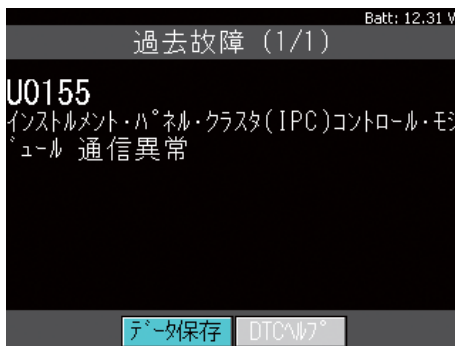 Batt: 12.31 V
過去故障 (1/1)
U0155
インストルメント・パネル・クラスタ(IPC)コントロール・モジ
ュール 通信異常
データ保存 DTCヘルプ